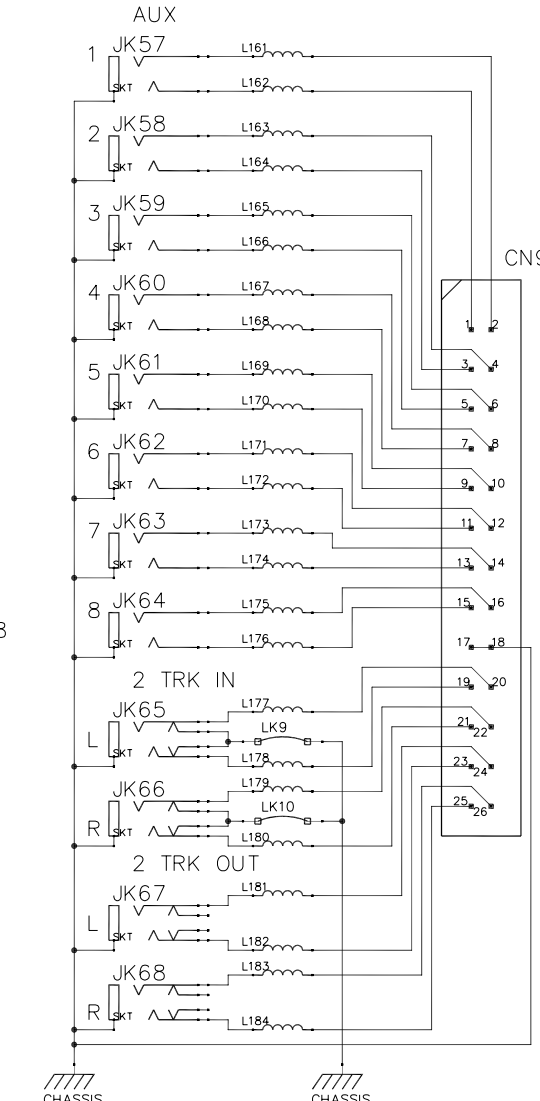 AUX
1 JK57 SKT L161
L162
2 JK58 SKT L163
L164
3 JK59 SKT L165
L166
4 JK60 SKT L167
L168
5 JK61 SKT L169
L170
6 JK62 SKT L171
L172
7 JK63 SKT L173
L174
8 JK64 SKT L175
L176
2 TRK IN
L JK65 SKT L177
LK9
L178
R JK66 SKT L179
LK10
L180
2 TRK OUT
L JK67 SKT L181
L182
R JK68 SKT L183
L184
CHASSIS
CHASSIS
1 2
3 4
5 6
7 8
9 10
11 12
13 14
15 16
17 18
19 20
21 22
23 24
25 26